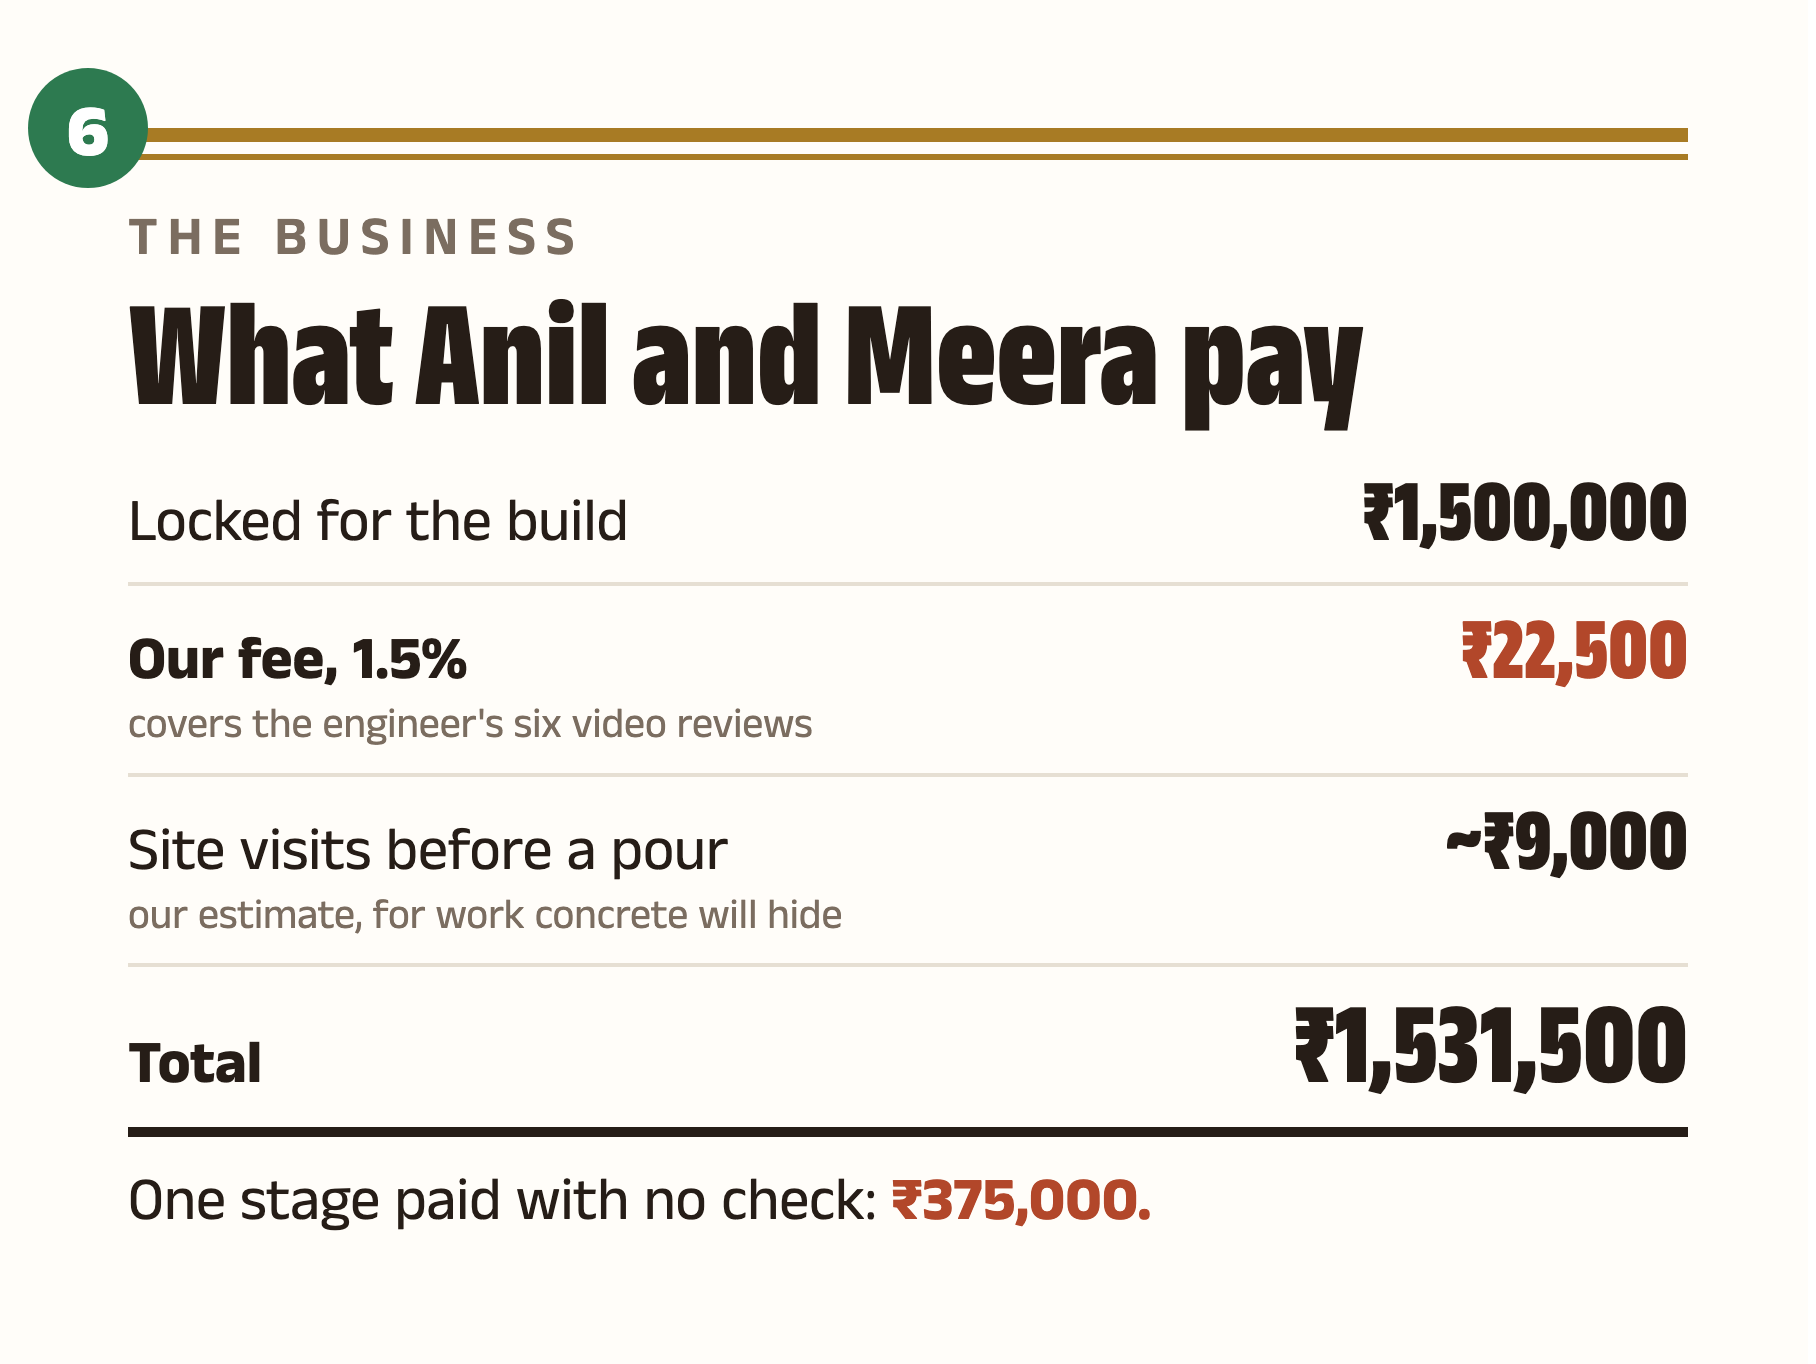 6
THE BUSINESS
What Anil and Meera pay
Locked for the build ₹1,500,000
Our fee, 1.5% ₹22,500
covers the engineer's six video reviews
Site visits before a pour ~₹9,000
our estimate, for work concrete will hide
Total ₹1,531,500
One stage paid with no check: ₹375,000.